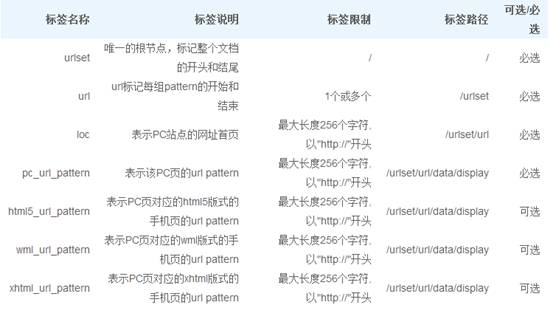 标签名称 标签说明 标签限制 标签路径 可选/必选
urlset 唯一的根节点，标记整个文档的开头和结尾 / / 必选
url url标记每组pattern的开始和结束 1个或多个 /urlset 必选
loc 表示PC站点的网址首页 最大长度256个字符,以"http://"开头 /urlset/url 必选
pc_url_pattern 表示该PC页的url pattern 最大长度256个字符,以"http://"开头 /urlset/url/data/display 必选
html5_url_pattern 表示PC页对应的html5版式的手机页的url pattern 最大长度256个字符,以"http://"开头 /urlset/url/data/display 可选
wml_url_pattern 表示PC页对应的wml版式的手机页的url pattern 最大长度256个字符,以"http://"开头 /urlset/url/data/display 可选
xhtml_url_pattern 表示PC页对应的xhtml版式的手机页的url pattern 最大长度256个字符,以"http://"开头 /urlset/url/data/display 可选